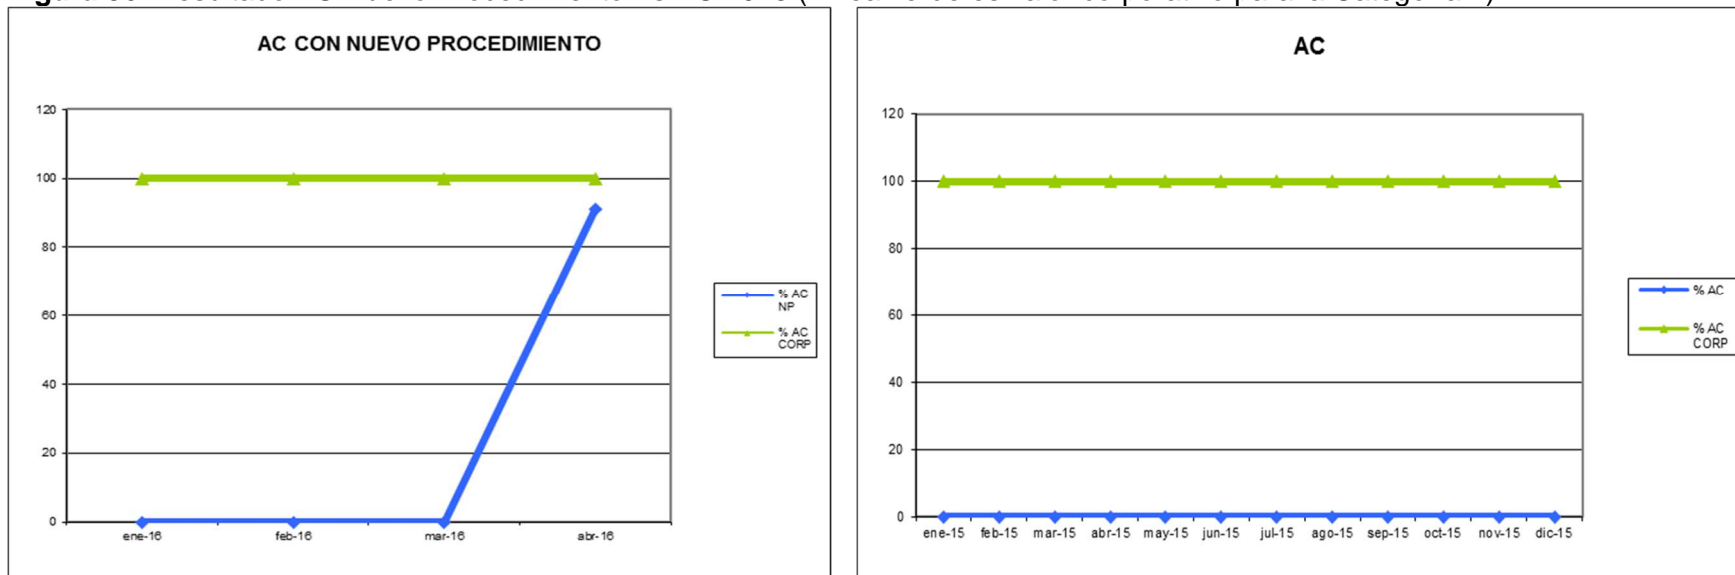 AC CON NUEVO PROCEDIMIENTO
120
100
80
60
40
20
0
ene-16 feb-16 mar-16 abr-16
% AC
NP
% AC
CORP
AC
120
100
80
60
40
20
0
ene-15 feb-15 mar-15 abr-15 may-15 jun-15 jul-15 ago-15 sep-15 oct-15 nov-15 dic-15
% AC
% AC
CORP